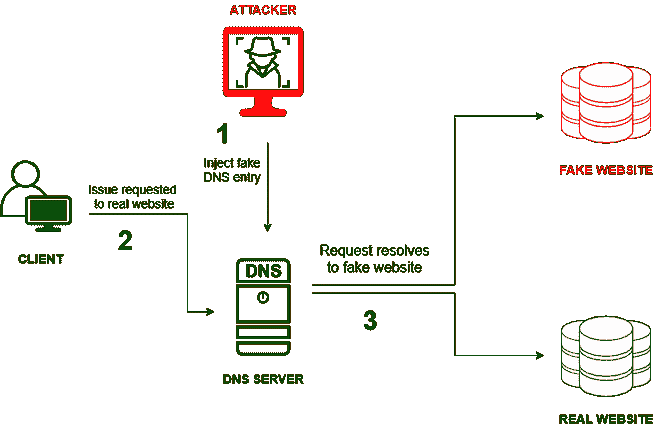 ATTACKER
1
Inject fake
DNS entry
Issue requested
to real website
2
CLIENT
DNS
DNS SERVER
Request resolves
to fake website
3
FAKE WEBSITE
REAL WEBSITE